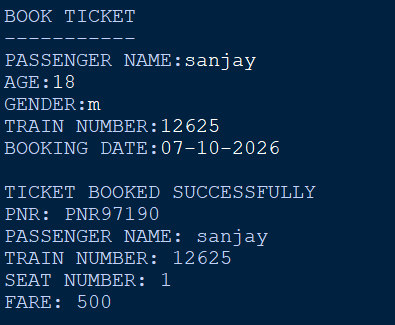 BOOK TICKET
-----------
PASSENGER NAME:sanjay
AGE:18
GENDER:m
TRAIN NUMBER:12625
BOOKING DATE:07-10-2026
TICKET BOOKED SUCCESSFULLY
PNR: PNR97190
PASSENGER NAME: sanjay
TRAIN NUMBER: 12625
SEAT NUMBER: 1
FARE: 500